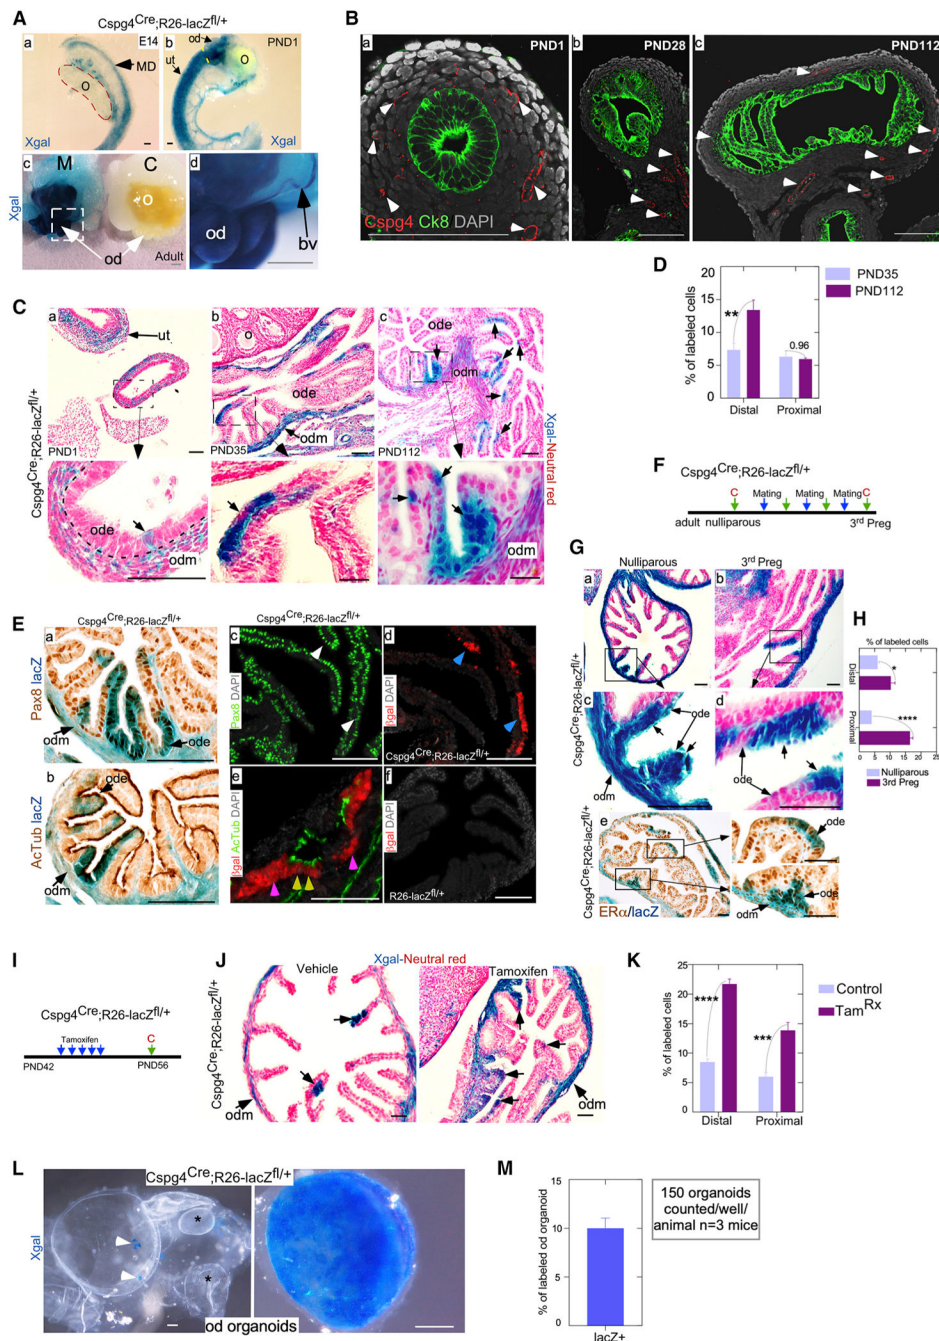 A
Cspg4Cre;R26-lacZfl/+
a
E14
MD
o
Xgal
b
od
PND1
ut
o
Xgal
c
M
C
o
od
Adult
Xgal
d
od
bv
B
a
PND1
Cspg4 Ck8 DAPI
b
PND28
c
PND112
C
Cspg4Cre;R26-lacZfl/+
a
ut
PND1
ode
odm
b
o
ode
odm
PND35
c
ode
odm
PND112
odm
Xgal-Neutral red
D
% of labeled cells
20
15
10
5
0
**
0.96
Distal
Proximal
PND35
PND112
E
Cspg4Cre;R26-lacZfl/+
a
Pax8 lacZ
odm
ode
b
AcTub lacZ
ode
odm
Cspg4Cre;R26-lacZfl/+
c
Pax8 DAPI
d
βgal DAPI
Cspg4Cre;R26-lacZfl/+
e
βgal AcTub DAPI
f
βgal DAPI
R26-lacZfl/+
F
Cspg4Cre;R26-lacZfl/+
C
Mating
Mating
Mating
C
adult nulliparous
3rd Preg
G
Nulliparous
3rd Preg
Cspg4Cre;R26-lacZfl/+
a
b
c
ode
odm
d
ode
Cspg4Cre;R26-lacZfl/+
e
ERα/lacZ
ode
ode
odm
H
% of labeled cells
Distal
*
Proximal
****
0 5 10 15 20 25
Nulliparous
3rd Preg
I
Cspg4Cre;R26-lacZfl/+
Tamoxifen
C
PND42
PND56
J
Xgal-Neutral red
Cspg4Cre;R26-lacZfl/+
Vehicle
odm
Tamoxifen
odm
K
% of labeled cells
25
20
15
10
5
0
****
***
Distal
Proximal
Control
TamRx
L
Cspg4Cre;R26-lacZfl/+
Xgal
*
*
od organoids
M
% of labeled od organoid
15
10
5
0
lacZ+
150 organoids
counted/well/
animal n=3 mice